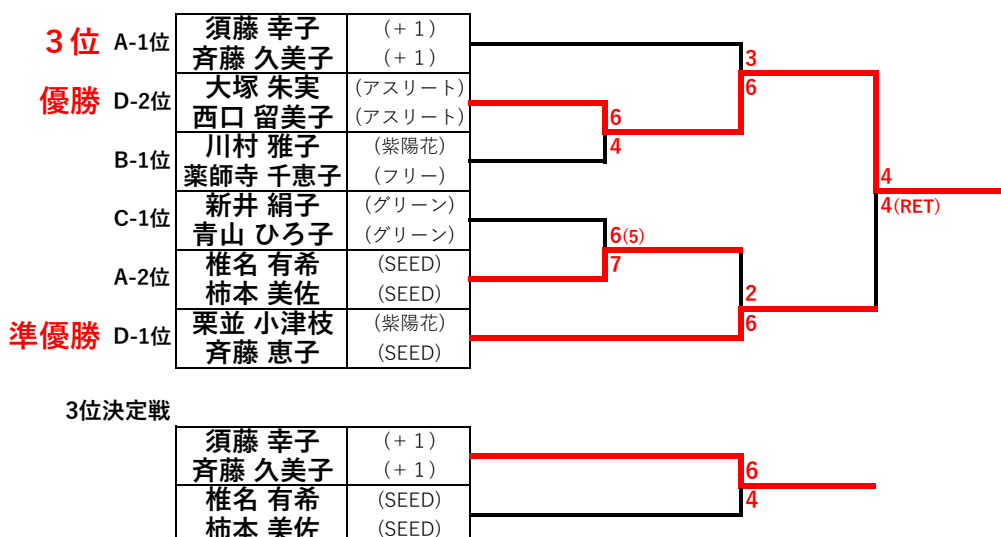 3位 A-1位 須藤 幸子 (+1)
斉藤 久美子 (+1)
3
優勝 D-2位 大塚 朱実 (アスリート)
6
西口 留美子 (アスリート)
6
B-1位 川村 雅子 (紫陽花)
4
薬師寺 千恵子 (フリー)
4
C-1位 新井 絹子 (グリーン)
4(RET)
青山 ひろ子 (グリーン)
6(5)
A-2位 椎名 有希 (SEED)
7
柿本 美佐 (SEED)
2
準優勝 D-1位 栗並 小津枝 (紫陽花)
6
斉藤 恵子 (SEED)
3位決定戦
須藤 幸子 (+1)
斉藤 久美子 (+1)
6
椎名 有希 (SEED)
4
柿本 美佐 (SEED)